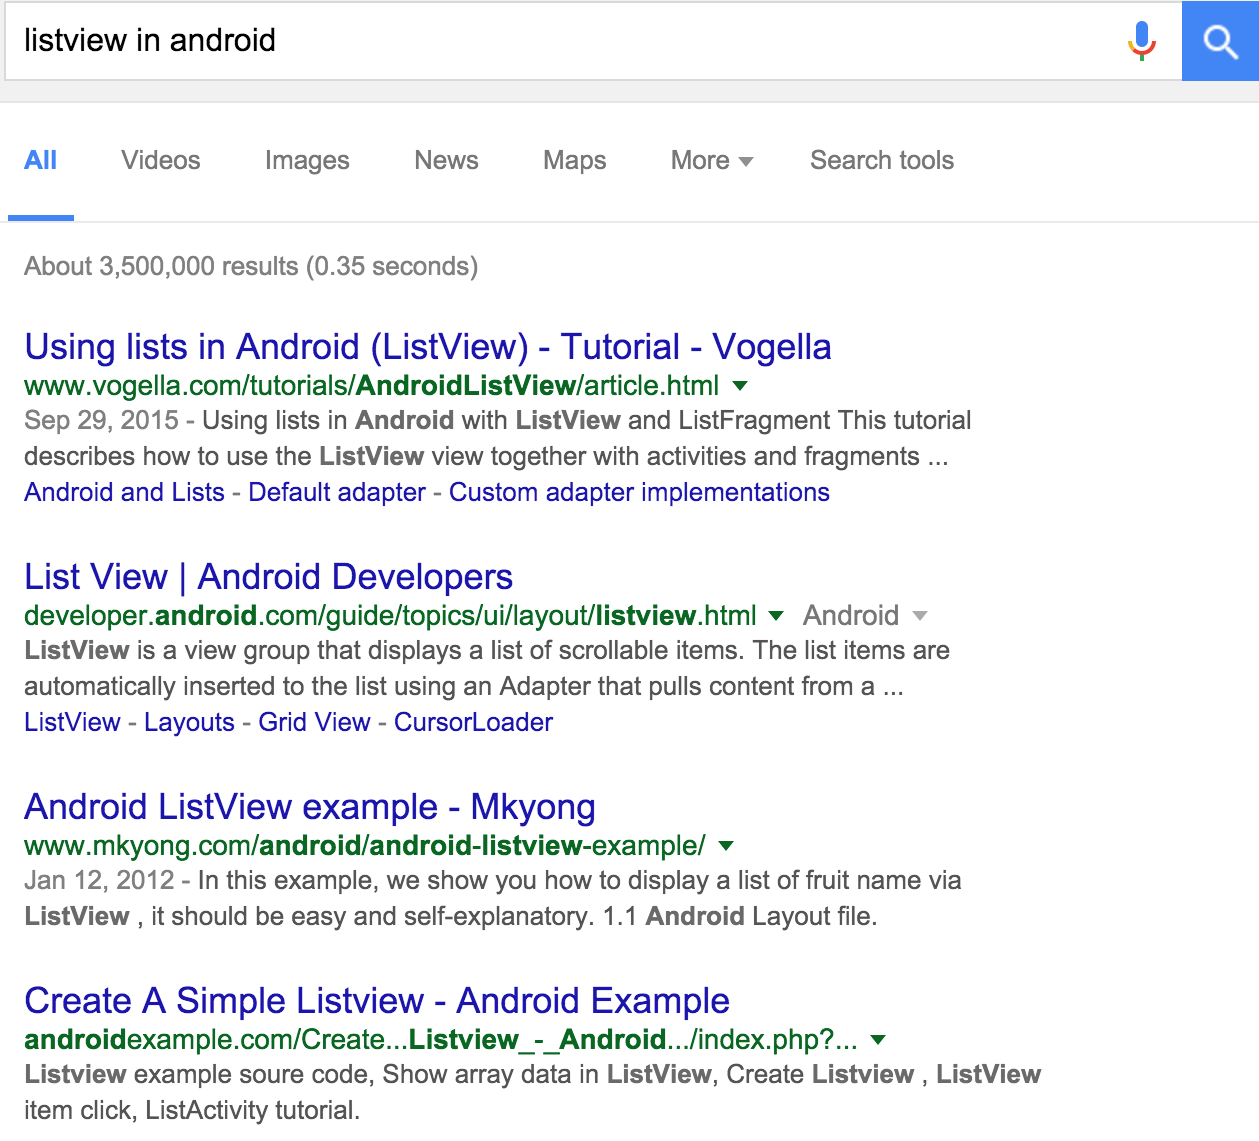 listview in android
All Videos Images News Maps More Search tools
About 3,500,000 results (0.35 seconds)
Using lists in Android (ListView) - Tutorial - Vogella
www.vogella.com/tutorials/AndroidListView/article.html
Sep 29, 2015 - Using lists in Android with ListView and ListFragment This tutorial
describes how to use the ListView view together with activities and fragments ...
Android and Lists - Default adapter - Custom adapter implementations
List View | Android Developers
developer.android.com/guide/topics/ui/layout/listview.html Android
ListView is a view group that displays a list of scrollable items. The list items are
automatically inserted to the list using an Adapter that pulls content from a ...
ListView - Layouts - Grid View - CursorLoader
Android ListView example - Mkyong
www.mkyong.com/android/android-listview-example/
Jan 12, 2012 - In this example, we show you how to display a list of fruit name via
ListView , it should be easy and self-explanatory. 1.1 Android Layout file.
Create A Simple Listview - Android Example
androidexample.com/Create...Listview_-_Android.../index.php?...
Listview example soure code, Show array data in ListView, Create Listview , ListView
item click, ListActivity tutorial.